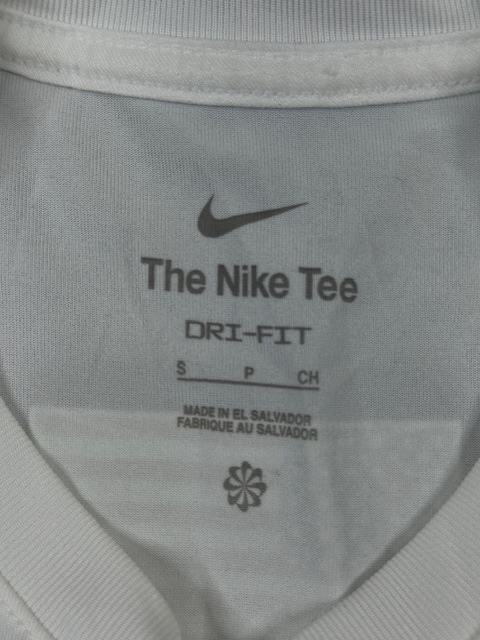 The Nike Tee
DRI-FIT
S P CH
MADE IN EL SALVADOR
FABRIQUE AU SALVADOR